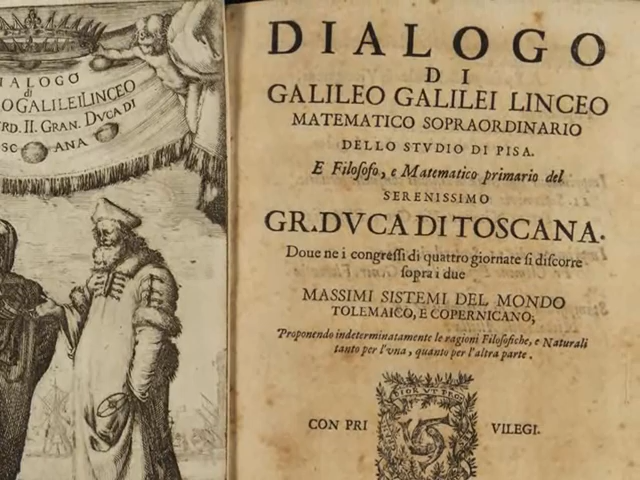 IALOGO
di
O GALILEI LINCEO
RD. II. GRAN. DVCA DI
SC ANA
DIALOGO
DI
GALILEO GALILEI LINCEO
MATEMATICO SOPRAORDINARIO
DELLO STVDIO DI PISA.
E Filosofo, e Matematico primario del
SERENISSIMO
GR. DVCA DI TOSCANA.
Doue ne i congressi di quattro giornate si discorre
sopra i due
MASSIMI SISTEMI DEL MONDO
TOLEMAICO, E COPERNICANO;
Proponendo indeterminatamente le ragioni Filosofiche, e Naturali
tanto per l'vna, quanto per l'altra parte.
CON PRI VILEGI.